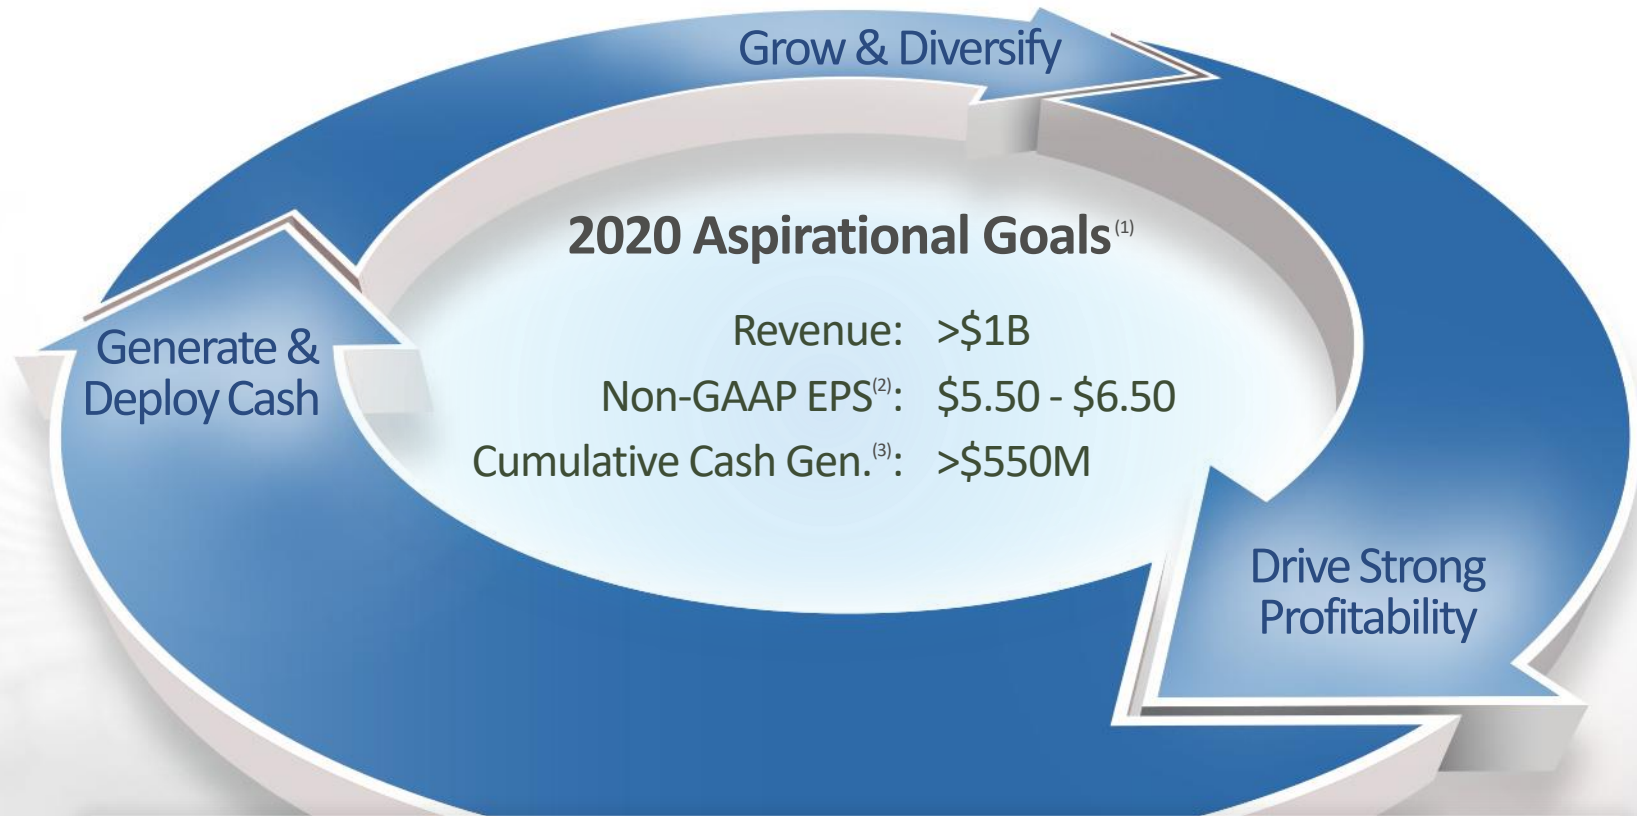 Grow & Diversify
2020 Aspirational Goals(1)
Revenue: >$1B
Non-GAAP EPS(2): $5.50 - $6.50
Cumulative Cash Gen.(3): >$550M
Generate &
Deploy Cash
Drive Strong
Profitability